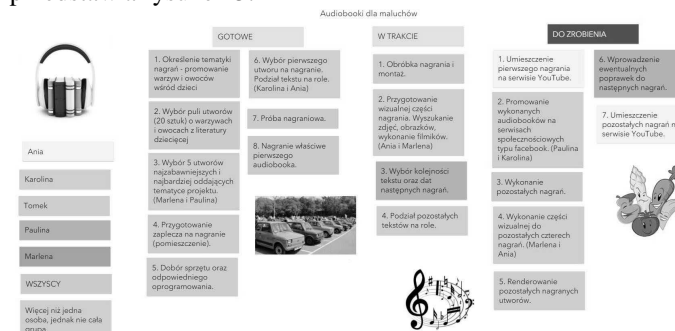 Audiobooki dla maluchów
GOTOWE
W TRAKCIE
DO ZROBIENIA
Ania
Karolina
Tomek
Paulina
Marlena
WSZYSCY
Więcej niż jedna
osoba, jednak nie cała
grupa
1. Określenie tematyki
nagrań - promowanie
warzyw i owoców
wśród dzieci
2. Wybór puli utworów
(20 sztuk) o warzywach
i owocach z literatury
dziecięcej
3. Wybór 5 utworów
najzabawniejszych i
najbardziej oddających
tematyce projektu.
(Marlena i Paulina)
4. Przygotowanie
zaplecza na nagranie
(pomieszczenie).
5. Dobór sprzętu oraz
odpowiedniego
oprogramowania.
6. Wybór pierwszego
utworu na nagranie.
Podział tekstu na role.
(Karolina i Ania)
7. Próba nagraniowa.
8. Nagranie właściwe
pierwszego
audiobooka.
1. Obróbka nagrania i
montaż.
2. Przygotowanie
wizualnej części
nagrania. Wyszukanie
zdjęć, obrazków,
wykonanie filmików.
(Ani i Marlena)
3. Wybór kolejności
tekstu oraz dat
następnych nagrań.
4. Podział pozostałych
tekstów na role.
1. Umieszczenie
pierwszego nagrania
na serwisie YouTube.
2. Promowanie
wykonanych
audiobooków na
serwisach
społecznościowych
typu facebook. (Paulina
i Karolina)
3. Wykonanie
pozostałych nagrań.
4. Wykonanie części
wizualnej do
pozostałych czterech
nagrań. (Marlena i
Ania)
5. Renderowanie
pozostałych nagranych
utworów.
6. Wprowadzenie
ewentualnych
poprawek do
następnych nagrań.
7. Umieszczenie
pozostałych nagrań n
serwisie YouTube.